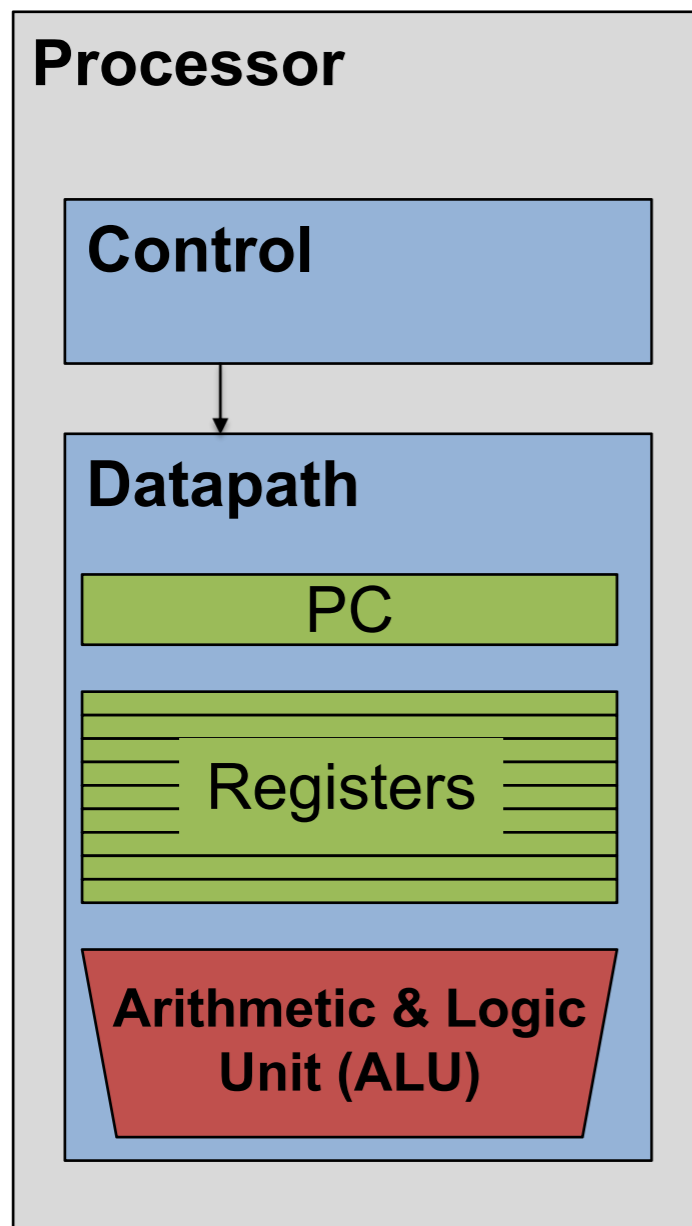 Processor
Control
Datapath
PC
Registers
Arithmetic & Logic
Unit (ALU)